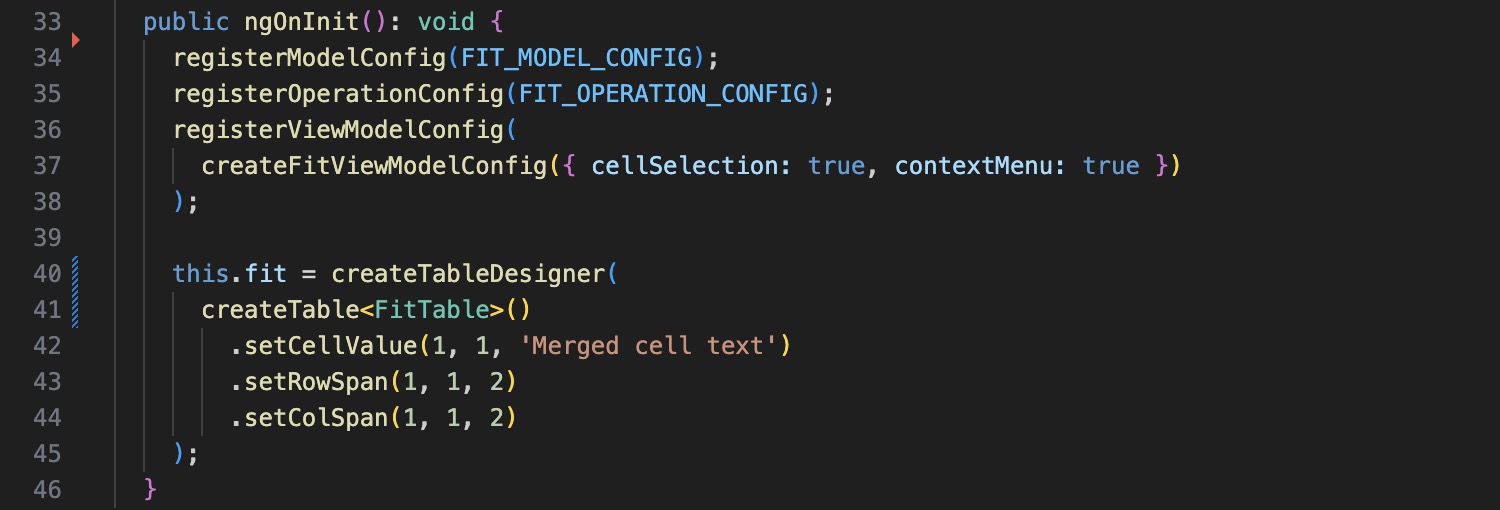 33 public ngOnInit(): void {
34 registerModelConfig(FIT_MODEL_CONFIG);
35 registerOperationConfig(FIT_OPERATION_CONFIG);
36 registerViewModelConfig(
37 createFitViewModelConfig({ cellSelection: true, contextMenu: true })
38 );
39
40 this.fit = createTableDesigner(
41 createTable<FitTable>()
42 .setCellValue(1, 1, 'Merged cell text')
43 .setRowSpan(1, 1, 2)
44 .setColSpan(1, 1, 2)
45 );
46 }